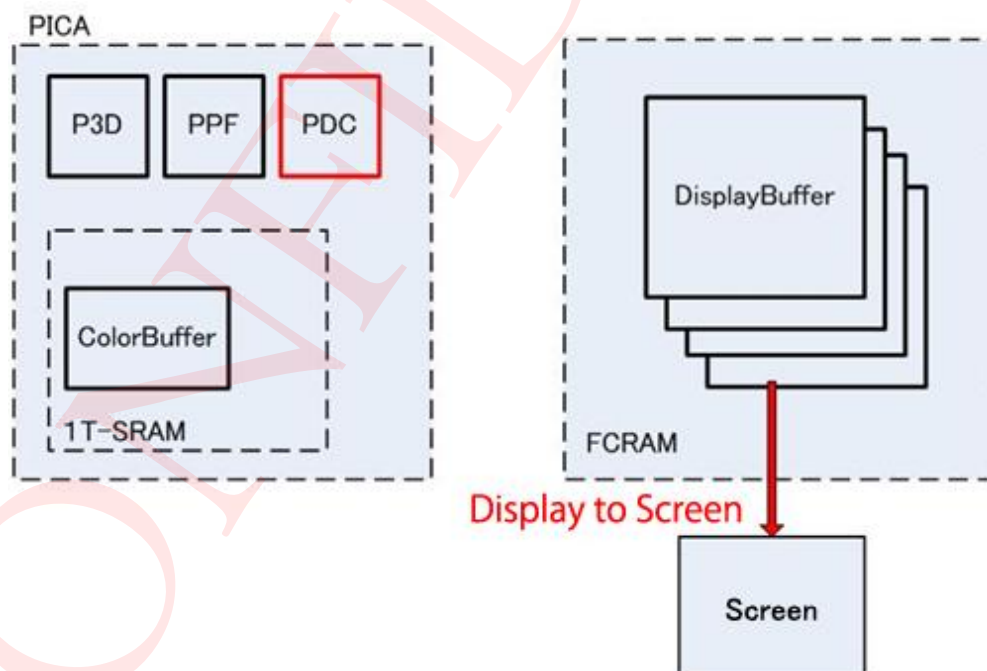 PICA
P3D
PPF
PDC
DisplayBuffer
ColorBuffer
1T-SRAM
FCRAM
Display to Screen
Screen